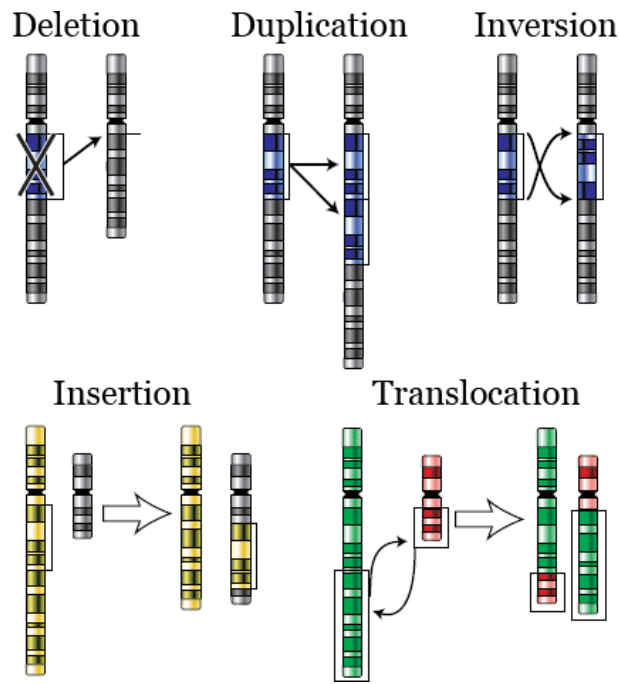 Deletion
Duplication
Inversion
Insertion
Translocation